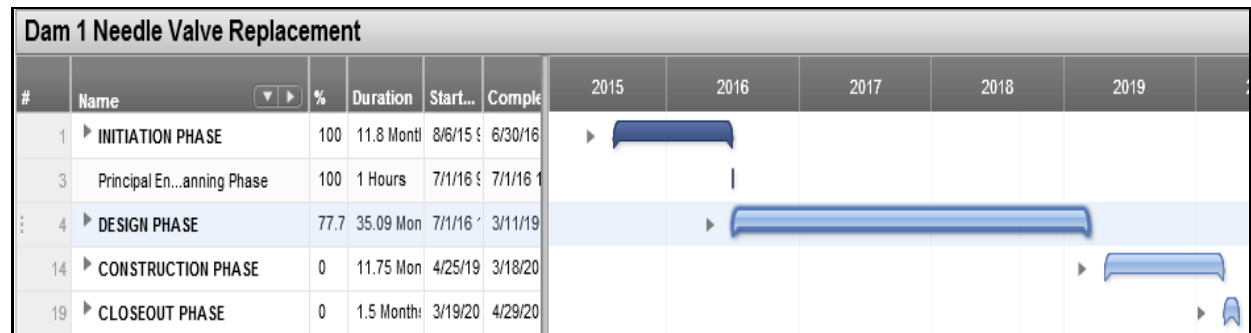 Dam 1 Needle Valve Replacement
# Name % Duration Start... Comple 2015 2016 2017 2018 2019
1 INITIATION PHASE 100 11.8 Montl 8/6/15 9 6/30/16
3 Principal En...anning Phase 100 1 Hours 7/1/16 9 7/1/16 1
4 DESIGN PHASE 77.7 35.09 Mon 7/1/16 3/11/19
14 CONSTRUCTION PHASE 0 11.75 Mon 4/25/19 3/18/20
19 CLOSEOUT PHASE 0 1.5 Months 3/19/20 4/29/20